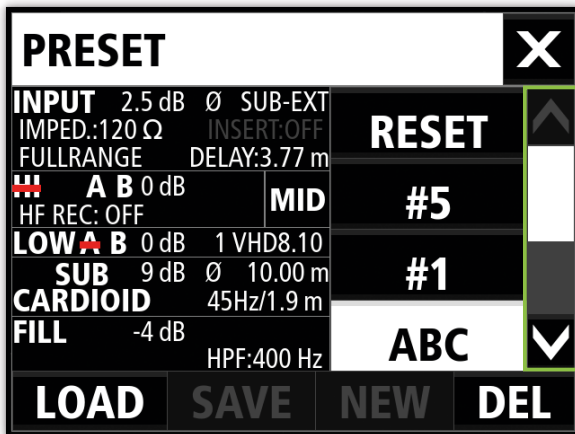 PRESET X
INPUT 2.5 dB Ø SUB-EXT
IMPED.:120 Ω INSERT:OFF
FULLRANGE DELAY:3.77 m
HI A B 0 dB MID
HF REC: OFF
LOW A B 0 dB 1 VHD8.10
SUB 9 dB Ø 10.00 m
CARDIOID 45Hz/1.9 m
FILL -4 dB
HPF:400 Hz
RESET
#5
#1
ABC
LOAD SAVE NEW DEL